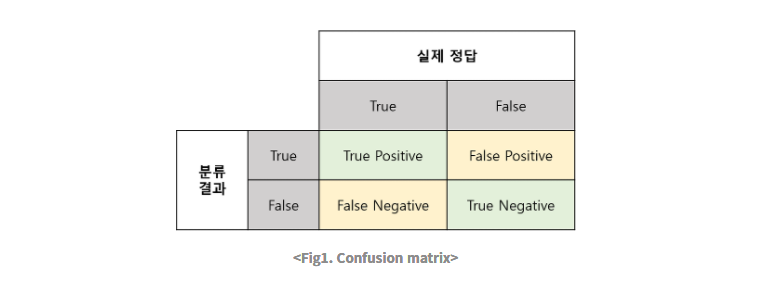 실제 정답
True False
True True Positive False Positive
분류
결과
False False Negative True Negative
<Fig1. Confusion matrix>